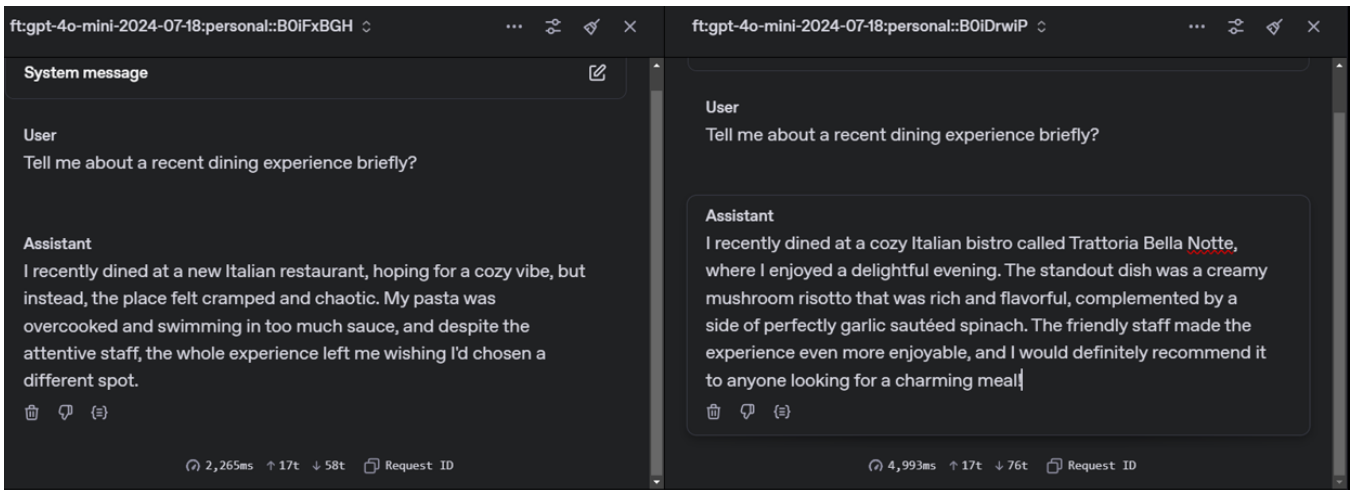 ft:gpt-4o-mini-2024-07-18:personal::B0iFxBGH
System message
User
Tell me about a recent dining experience briefly?
Assistant
I recently dined at a new Italian restaurant, hoping for a cozy vibe, but
instead, the place felt cramped and chaotic. My pasta was
overcooked and swimming in too much sauce, and despite the
attentive staff, the whole experience left me wishing I'd chosen a
different spot.
2,265ms ↑17t ↓58t Request ID
ft:gpt-4o-mini-2024-07-18:personal::B0iDrwiP
User
Tell me about a recent dining experience briefly?
Assistant
I recently dined at a cozy Italian bistro called Trattoria Bella Notte,
where I enjoyed a delightful evening. The standout dish was a creamy
mushroom risotto that was rich and flavorful, complemented by a
side of perfectly garlic sautéed spinach. The friendly staff made the
experience even more enjoyable, and I would definitely recommend it
to anyone looking for a charming meal!
4,993ms ↑17t ↓76t Request ID